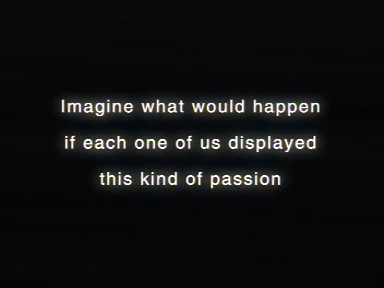 Imagine what would happen
if each one of us displayed
this kind of passion